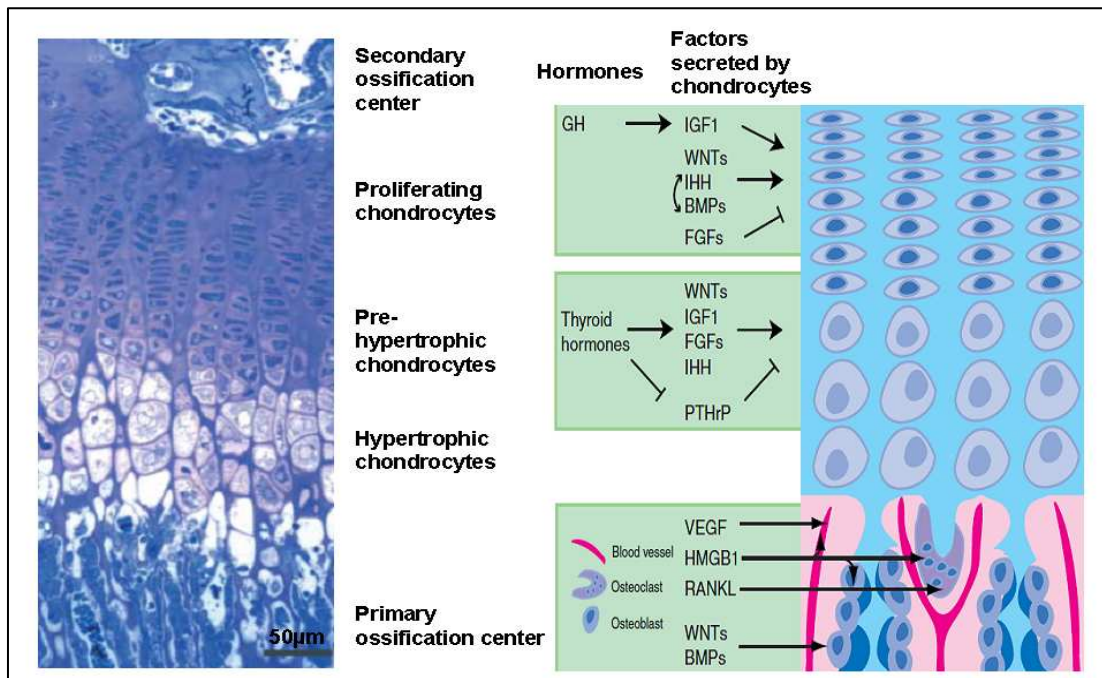 Secondary
ossification
center
Proliferating
chondrocytes
Pre-
hypertrophic
chondrocytes
Hypertrophic
chondrocytes
Primary
ossification center
50µm
Hormones
Factors
secreted by
chondrocytes
GH
IGF1
WNTs
IHH
BMPs
FGFs
Thyroid
hormones
WNTs
IGF1
FGFs
IHH
PTHrP
Blood vessel
Osteoclast
Osteoblast
VEGF
HMGB1
RANKL
WNTs
BMPs